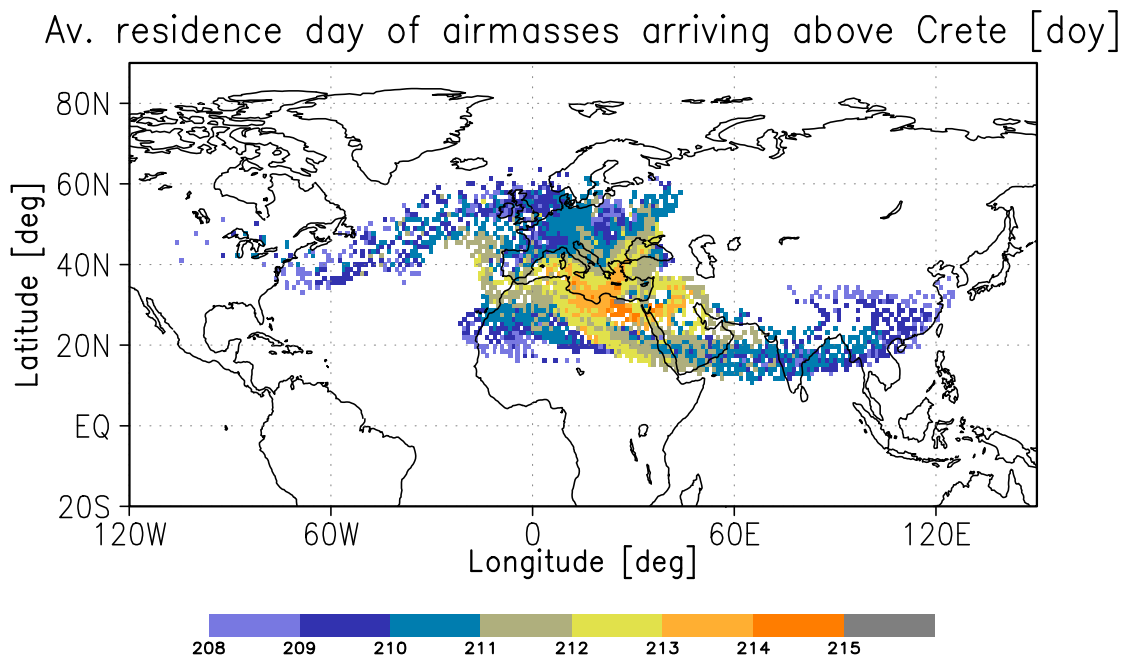 Av. residence day of airmasses arriving above Crete [doy]
80N
60N
40N
20N
EQ
20S
Latitude [deg]
120W 60W 0 60E 120E
Longitude [deg]
208 209 210 211 212 213 214 215